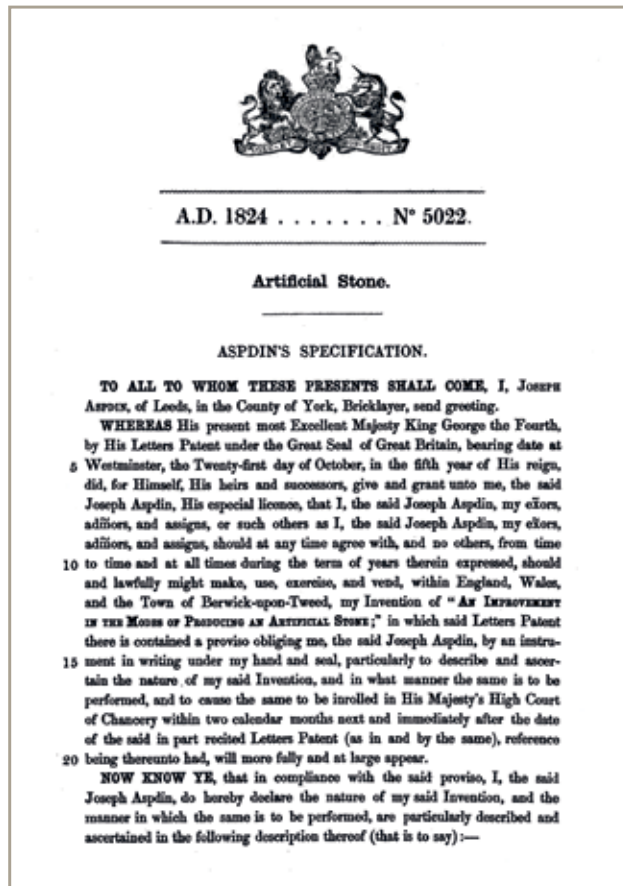 A.D. 1824 . . . . . . . Nº 5022.
Artificial Stone.
ASPDIN'S SPECIFICATION.
TO ALL TO WHOM THESE PRESENTS SHALL COME, I, JOSEPH
ASPDIN, of Leeds, in the County of York, Bricklayer, send greeting.
WHEREAS His present most Excellent Majesty King George the Fourth,
by His Letters Patent under the Great Seal of Great Britain, bearing date at
5 Westminster, the Twenty-first day of October, in the fifth year of His reign,
did, for Himself, His heirs and successors, give and grant unto me, the said
Joseph Aspdin, His especial licence, that I, the said Joseph Aspdin, my exors,
adm̃ors, and assigns, or such others as I, the said Joseph Aspdin, my exors,
adm̃ors, and assigns, should at any time agree with, and no others, from time
10 to time and at all times during the term of years therein expressed, should
and lawfully might make, use, exercise, and vend, within England, Wales,
and the Town of Berwick-upon-Tweed, my Invention of "AN IMPROVEMENT
IN THE MODES OF PRODUCING AN ARTIFICIAL STONE;" in which said Letters Patent
there is contained a proviso obliging me, the said Joseph Aspdin, by an instru-
15 ment in writing under my hand and seal, particularly to describe and ascer-
tain the nature of my said Invention, and in what manner the same is to be
performed, and to cause the same to be inrolled in His Majesty's High Court
of Chancery within two calendar months next and immediately after the date
of the said in part recited Letters Patent (as in and by the same), reference
20 being thereunto had, will more fully and at large appear.
NOW KNOW YE, that in compliance with the said proviso, I, the said
Joseph Aspdin, do hereby declare the nature of my said Invention, and the
manner in which the same is to be performed, are particularly described and
ascertained in the following description thereof (that is to say) :—